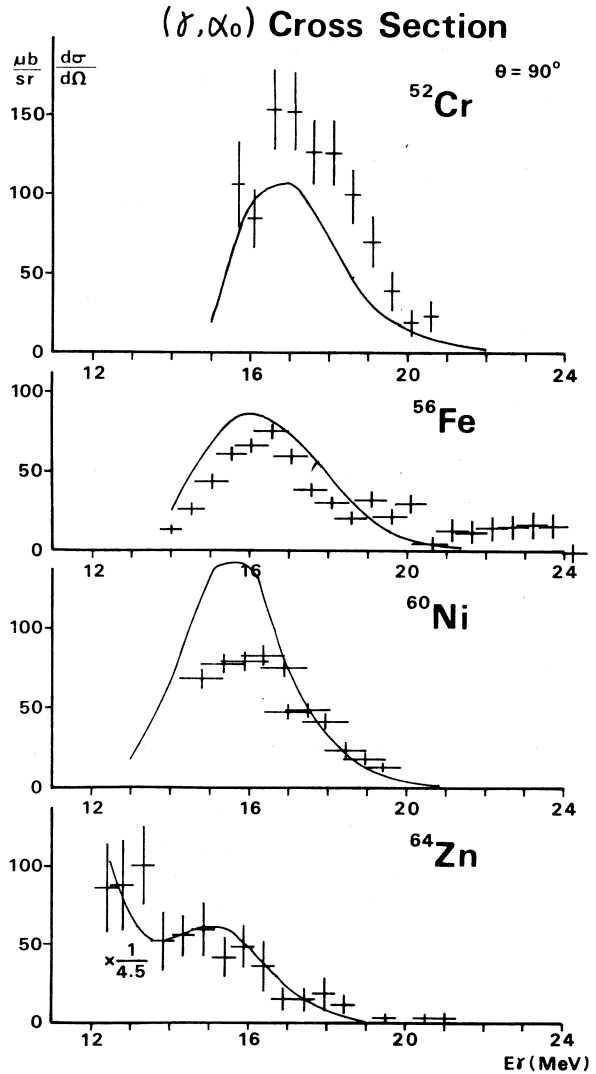 (γ,α₀) Cross Section
μb/sr dσ/dΩ
θ = 90°
⁵²Cr
150
100
50
0
12 16 20 24
⁵⁶Fe
100
50
0
12 16 20 24
⁶⁰Ni
100
50
0
12 16 20 24
⁶⁴Zn
100
50
× 1/4.5
0
12 16 20 24
Eγ (MeV)